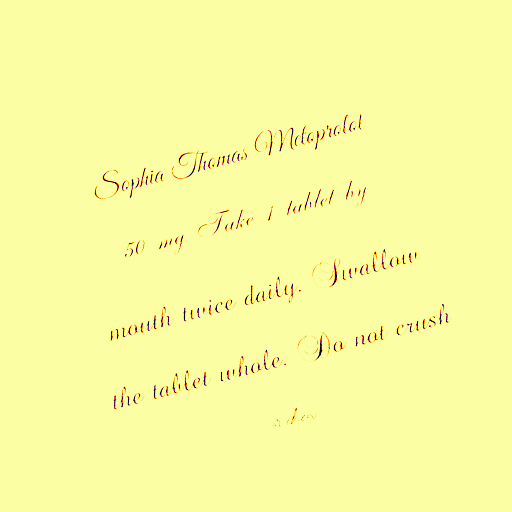 Sophia Thomas Metoprolol
50 mg Take 1 tablet by
mouth twice daily. Swallow
the tablet whole. Do not crush